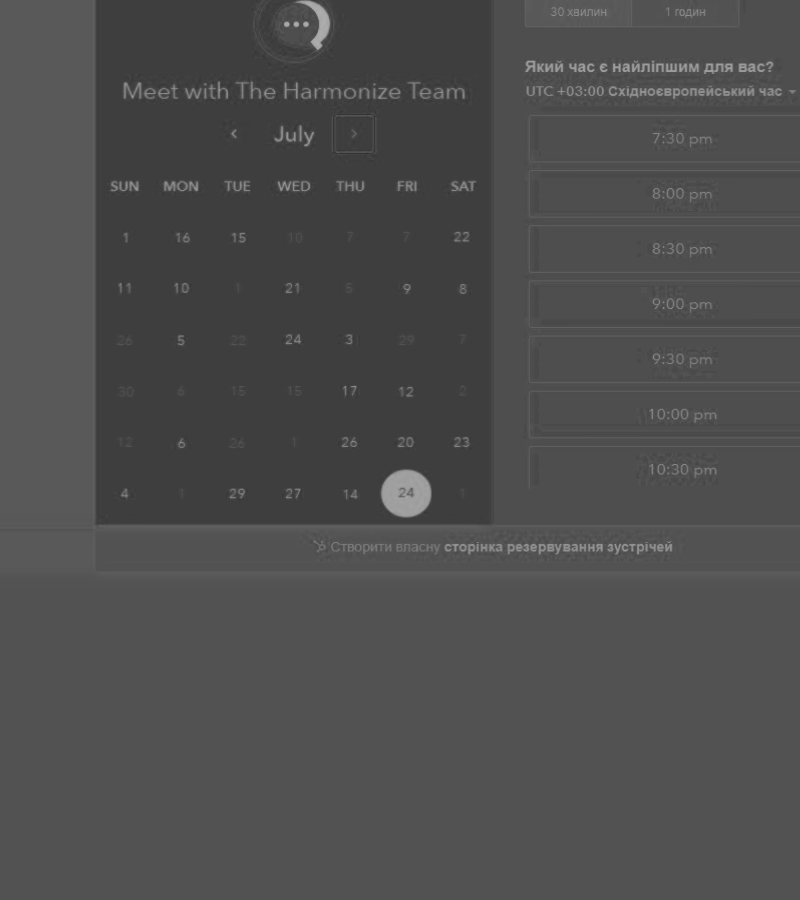 Meet with The Harmonize Team
July
SUN MON TUE WED THU FRI SAT
1 16 15 10 7 7 22
11 10 1 21 5 9 8
26 5 22 24 3 29 7
30 6 15 15 17 12 2
12 6 26 1 26 20 23
4 1 29 27 14 24 1
30 хвилин 1 годин
Який час є найліпшим для вас?
UTC +03:00 Східноєвропейський час
7:30 pm
8:00 pm
8:30 pm
9:00 pm
9:30 pm
10:00 pm
10:30 pm
Створити власну сторінка резервування зустрічей